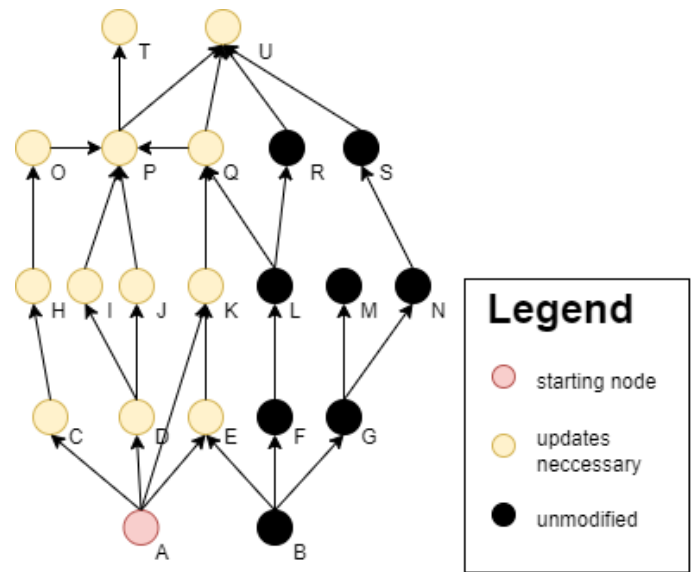 T
U
O
P
Q
R
S
H
I
J
K
L
M
N
C
D
E
F
G
A
B
Legend
starting node
updates
neccessary
unmodified